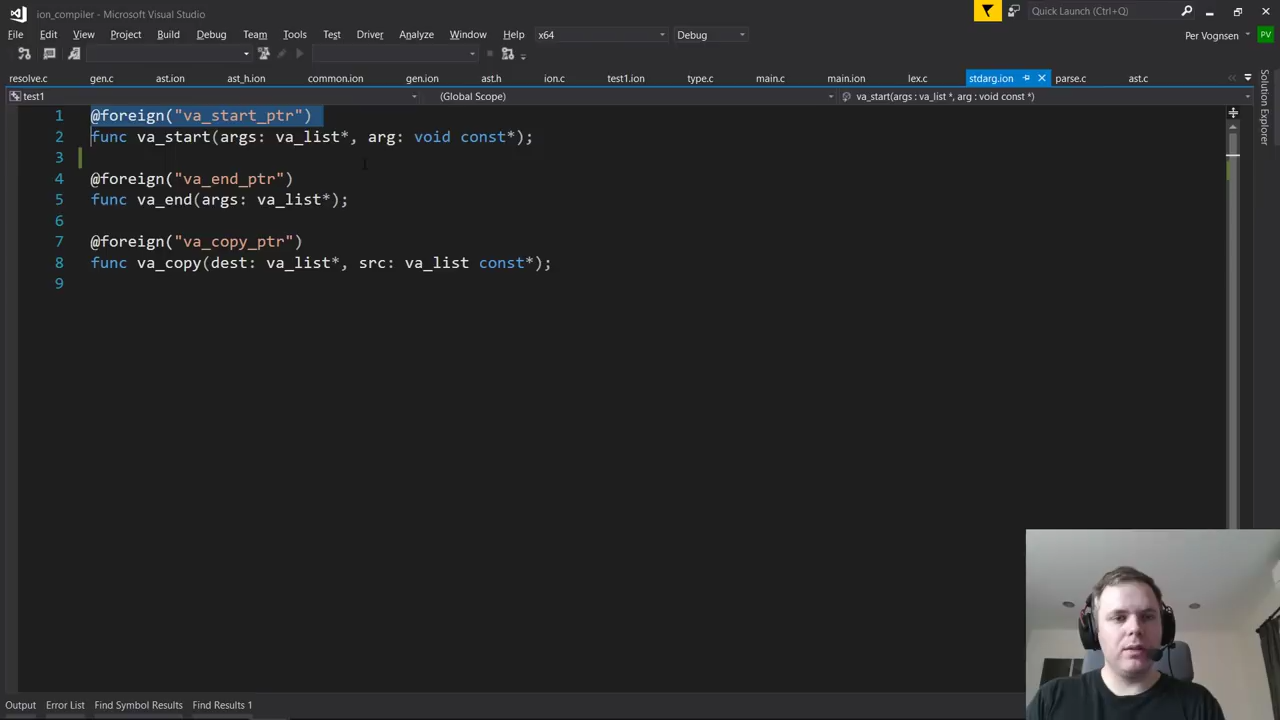 ion_compiler - Microsoft Visual Studio
Quick Launch (Ctrl+Q)
File Edit View Project Build Debug Team Tools Test Driver Analyze Window Help x64 Debug
Per Vognsen PV
resolve.c gen.c ast.ion ast_h.ion common.ion gen.ion ast.h ion.c test1.ion type.c main.c main.ion lex.c stdarg.ion parse.c ast.c
test1 (Global Scope) va_start(args : va_list *, arg : void const *)
Solution Explorer
1 @foreign("va_start_ptr")
2 func va_start(args: va_list*, arg: void const*);
3
4 @foreign("va_end_ptr")
5 func va_end(args: va_list*);
6
7 @foreign("va_copy_ptr")
8 func va_copy(dest: va_list*, src: va_list const*);
9
Output Error List Find Symbol Results Find Results 1